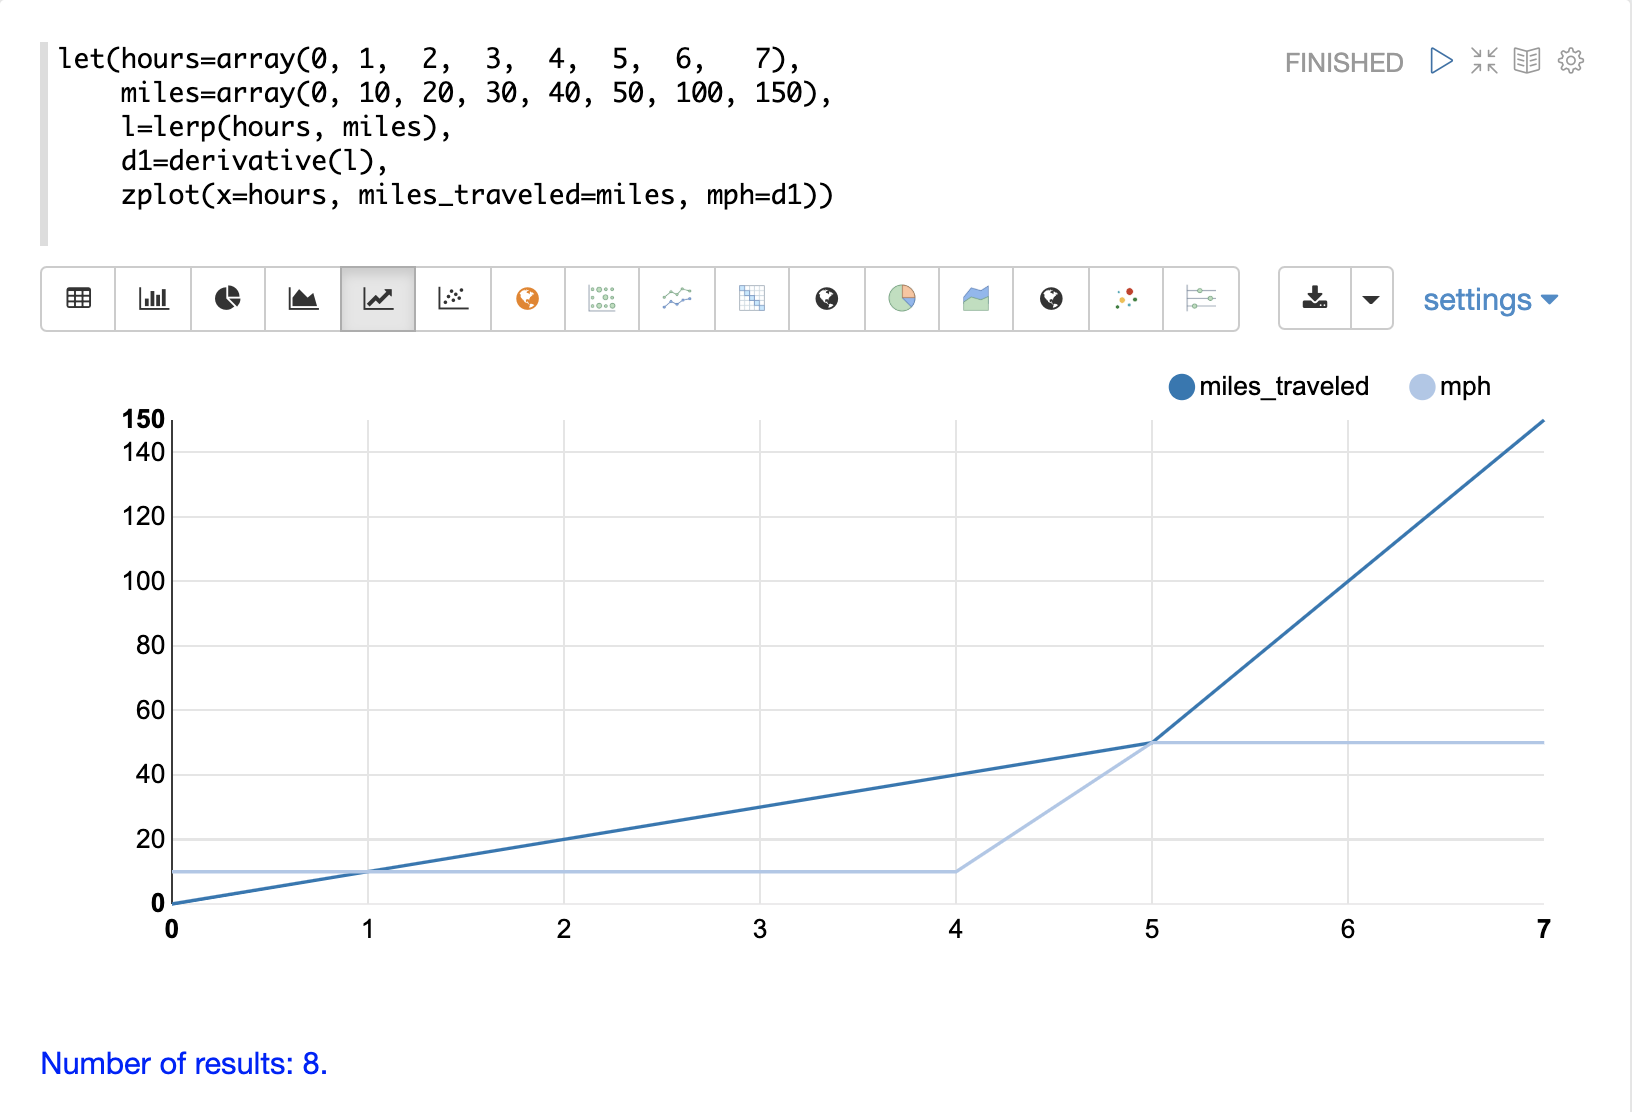 let(hours=array(0, 1,  2,  3,  4,  5,  6,   7),
    miles=array(0, 10, 20, 30, 40, 50, 100, 150),
    l=lerp(hours, miles),
    d1=derivative(l),
    zplot(x=hours, miles_traveled=miles, mph=d1))
FINISHED
settings
miles_traveled mph
150
140
120
100
80
60
40
20
0
0 1 2 3 4 5 6 7
Number of results: 8.